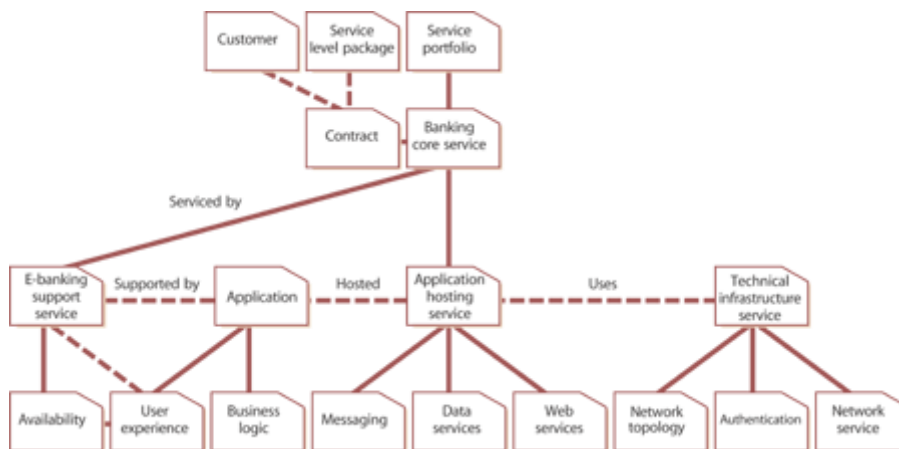 Customer
Service
level package
Service
portfolio
Contract
Banking
core service
Serviced by
E-banking
support
service
Supported by
Application
Hosted
Application
hosting
service
Uses
Technical
infrastructure
service
Availability
User
experience
Business
logic
Messaging
Data
services
Web
services
Network
topology
Authentication
Network
service